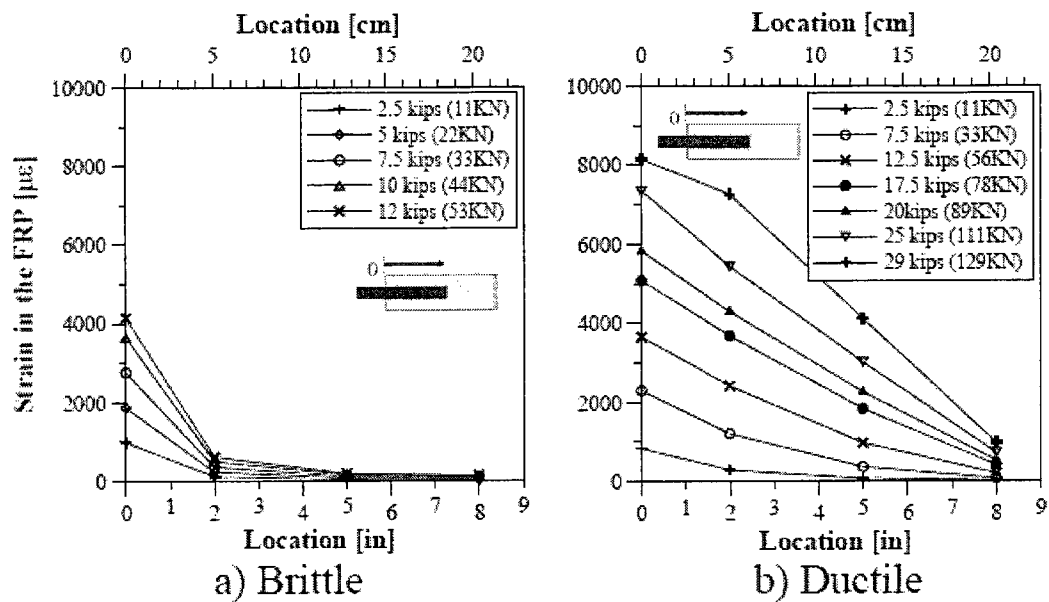 Location [cm]
0 5 10 15 20
10000
8000
6000
4000
2000
0
Strain in the FRP [με]
2.5 kips (11KN)
5 kips (22KN)
7.5 kips (33KN)
10 kips (44KN)
12 kips (53KN)
0
0 1 2 3 4 5 6 7 8 9
Location [in]
a) Brittle
Location [cm]
0 5 10 15 20
10000
8000
6000
4000
2000
0
0
2.5 kips (11KN)
7.5 kips (33KN)
12.5 kips (56KN)
17.5 kips (78KN)
20kips (89KN)
25 kips (111KN)
29 kips (129KN)
0 1 2 3 4 5 6 7 8 9
Location [in]
b) Ductile